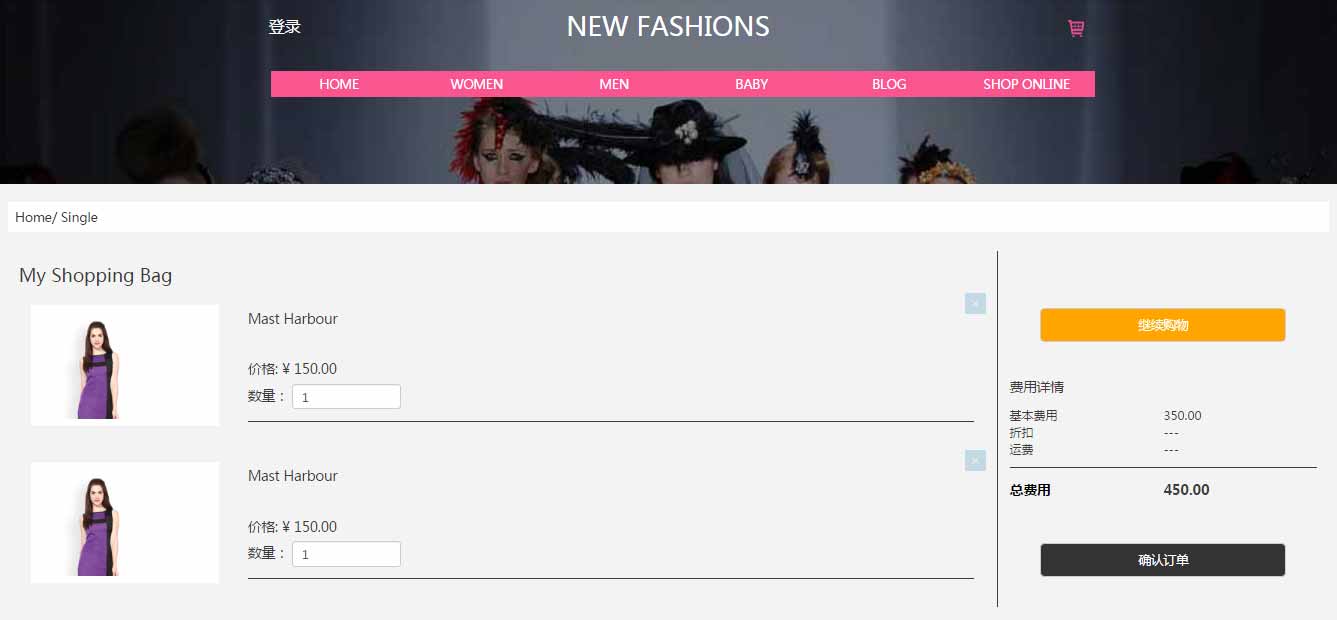 登录
NEW FASHIONS
HOME WOMEN MEN BABY BLOG SHOP ONLINE
Home/ Single
My Shopping Bag
×
Mast Harbour
价格: ¥ 150.00
数量： 1
×
Mast Harbour
价格: ¥ 150.00
数量： 1
继续购物
费用详情
基本费用 350.00
折扣 ---
运费 ---
总费用 450.00
确认订单